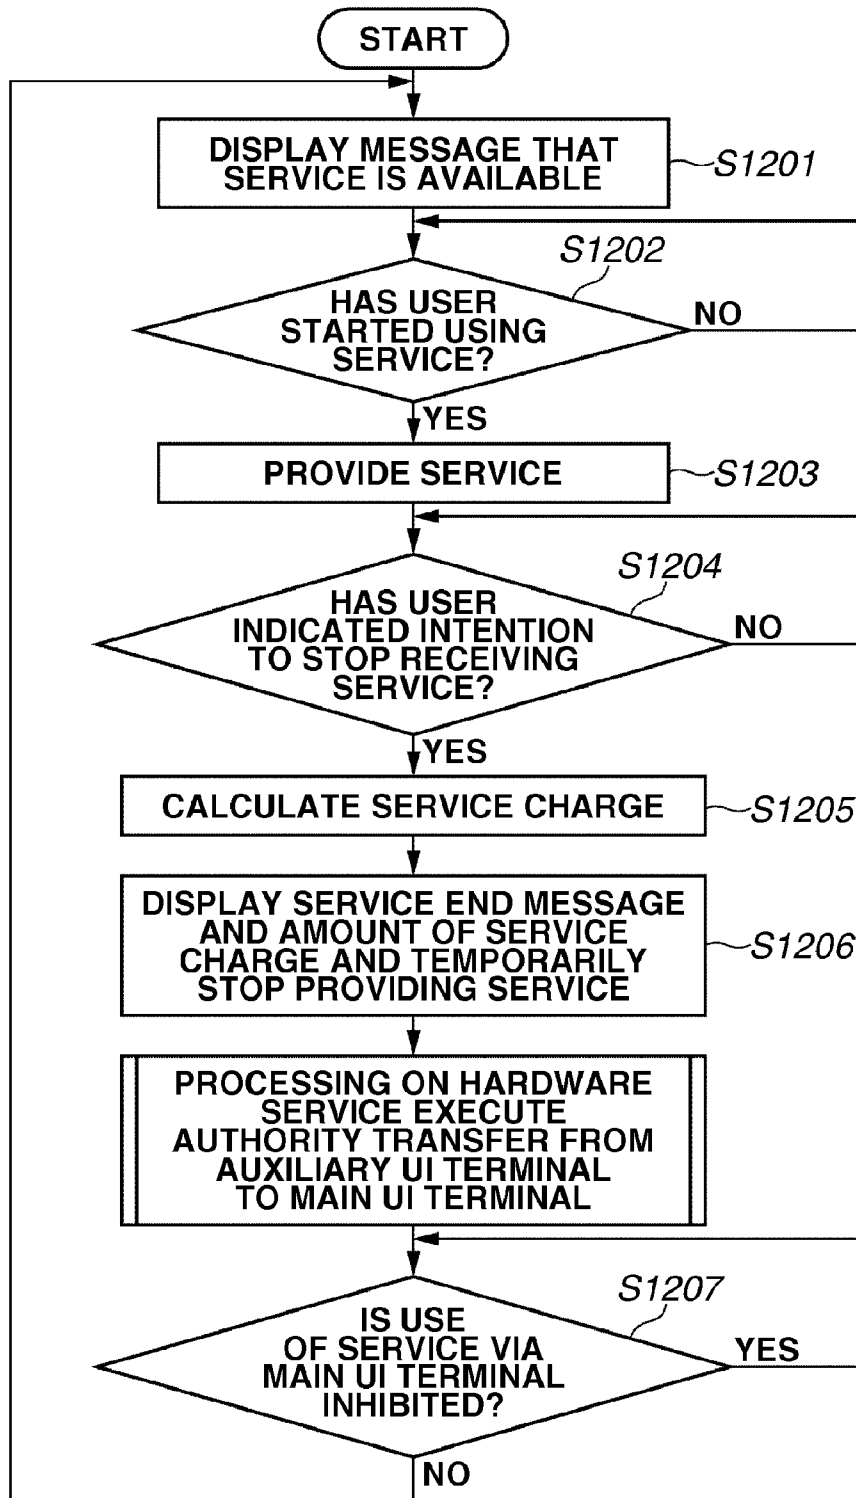 START
DISPLAY MESSAGE THAT
SERVICE IS AVAILABLE
S1201
S1202
HAS USER
STARTED USING
SERVICE?
NO
YES
PROVIDE SERVICE
S1203
S1204
HAS USER
INDICATED INTENTION
TO STOP RECEIVING
SERVICE?
NO
YES
CALCULATE SERVICE CHARGE
S1205
DISPLAY SERVICE END MESSAGE
AND AMOUNT OF SERVICE
CHARGE AND TEMPORARILY
STOP PROVIDING SERVICE
S1206
PROCESSING ON HARDWARE
SERVICE EXECUTE
AUTHORITY TRANSFER FROM
AUXILIARY UI TERMINAL
TO MAIN UI TERMINAL
S1207
IS USE
OF SERVICE VIA
MAIN UI TERMINAL
INHIBITED?
YES
NO